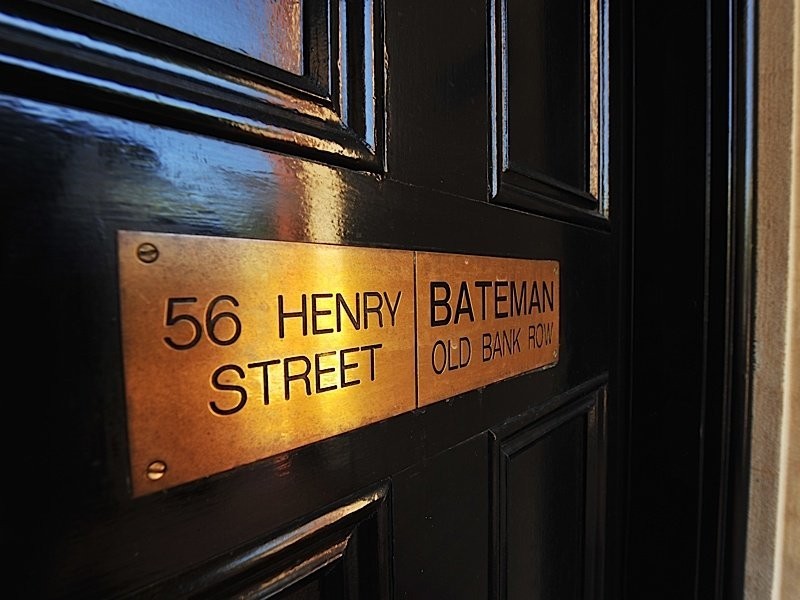 56 HENRY
STREET
BATEMAN
OLD BANK ROW